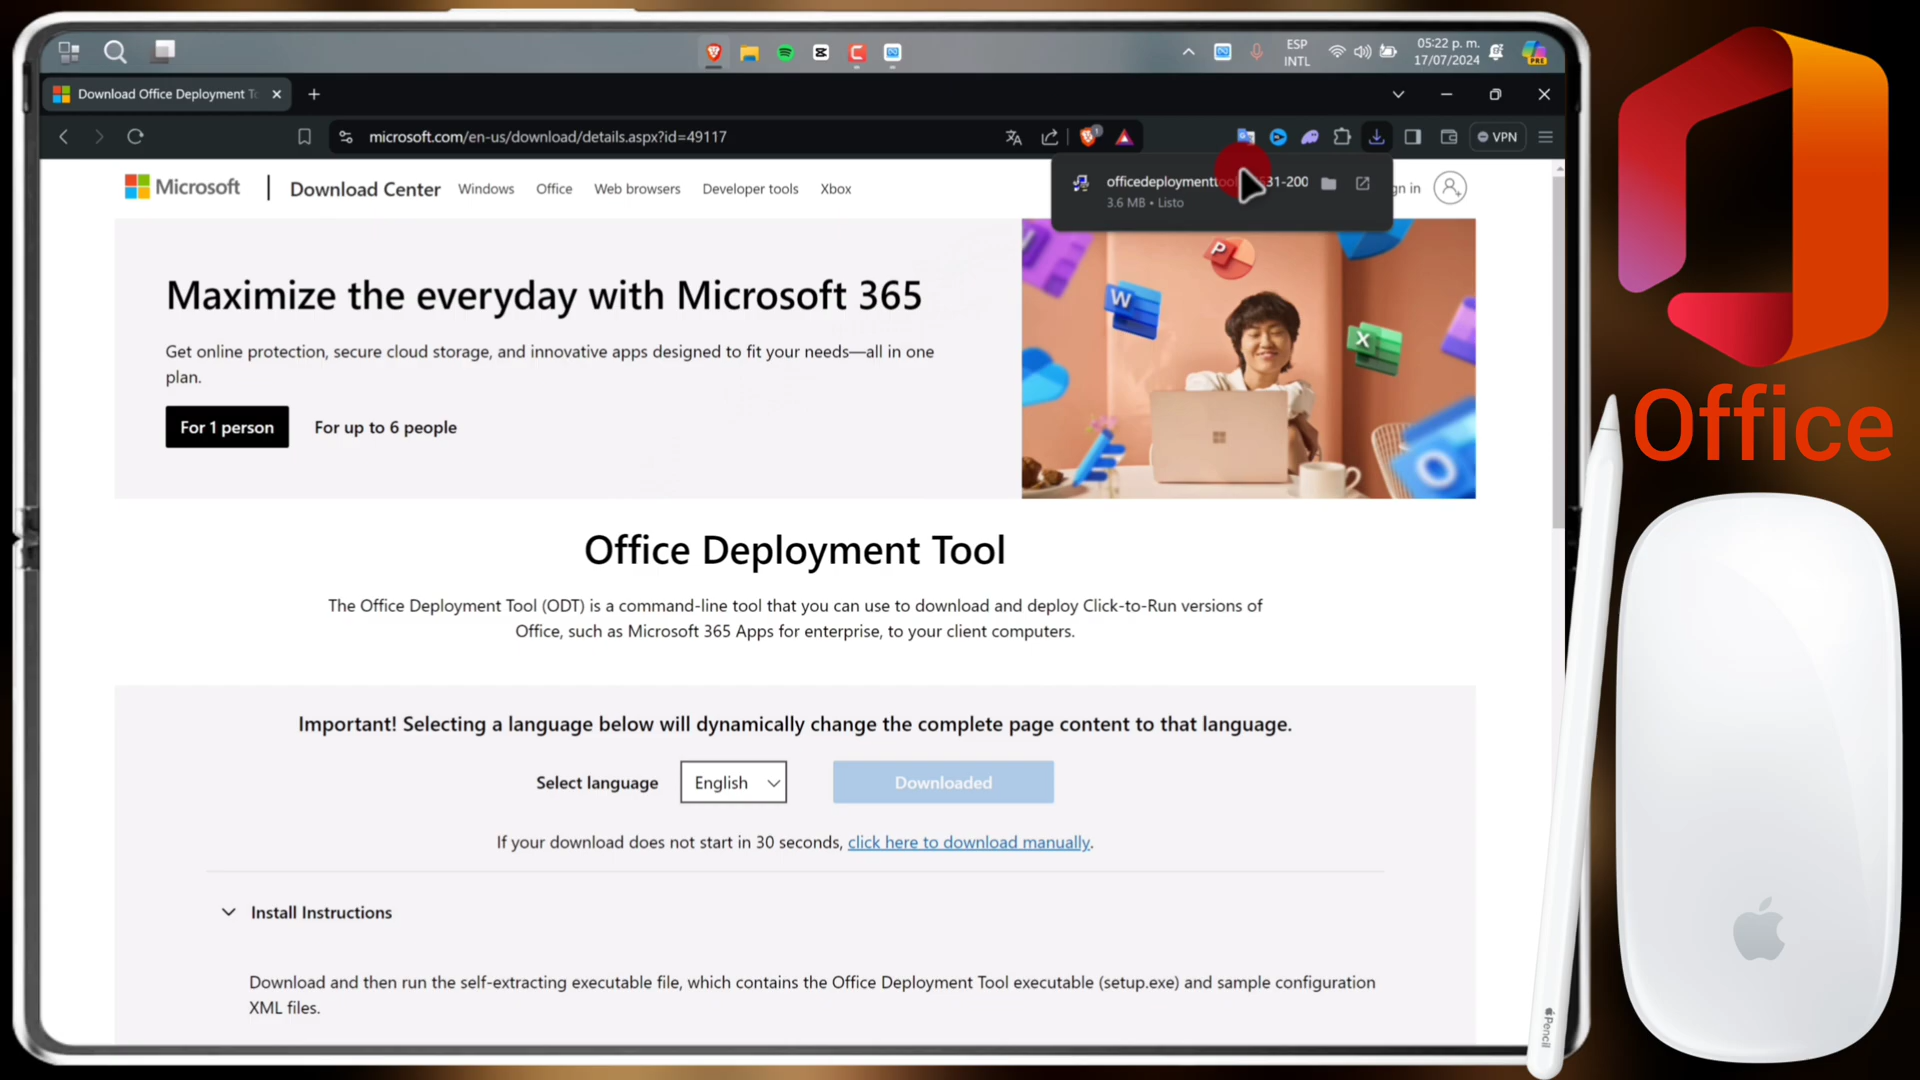 ESP
INTL
05:22 p. m.
17/07/2024
PRE
Download Office Deployment
microsoft.com/en-us/download/details.aspx?id=49117
1
VPN
Microsoft
Download Center
Windows
Office
Web browsers
Developer tools
Xbox
31-200
3.6 MB • Listo
in
Maximize the everyday with Microsoft 365
Get online protection, secure cloud storage, and innovative apps designed to fit your needs—all in one
plan.
For 1 person
For up to 6 people
P
W
X
O
Office Deployment Tool
The Office Deployment Tool (ODT) is a command-line tool that you can use to download and deploy Click-to-Run versions of
Office, such as Microsoft 365 Apps for enterprise, to your client computers.
Important! Selecting a language below will dynamically change the complete page content to that language.
Select language
English
Downloaded
If your download does not start in 30 seconds, click here to download manually.
Install Instructions
Download and then run the self-extracting executable file, which contains the Office Deployment Tool executable (setup.exe) and sample configuration
XML files.
Office
Pencil